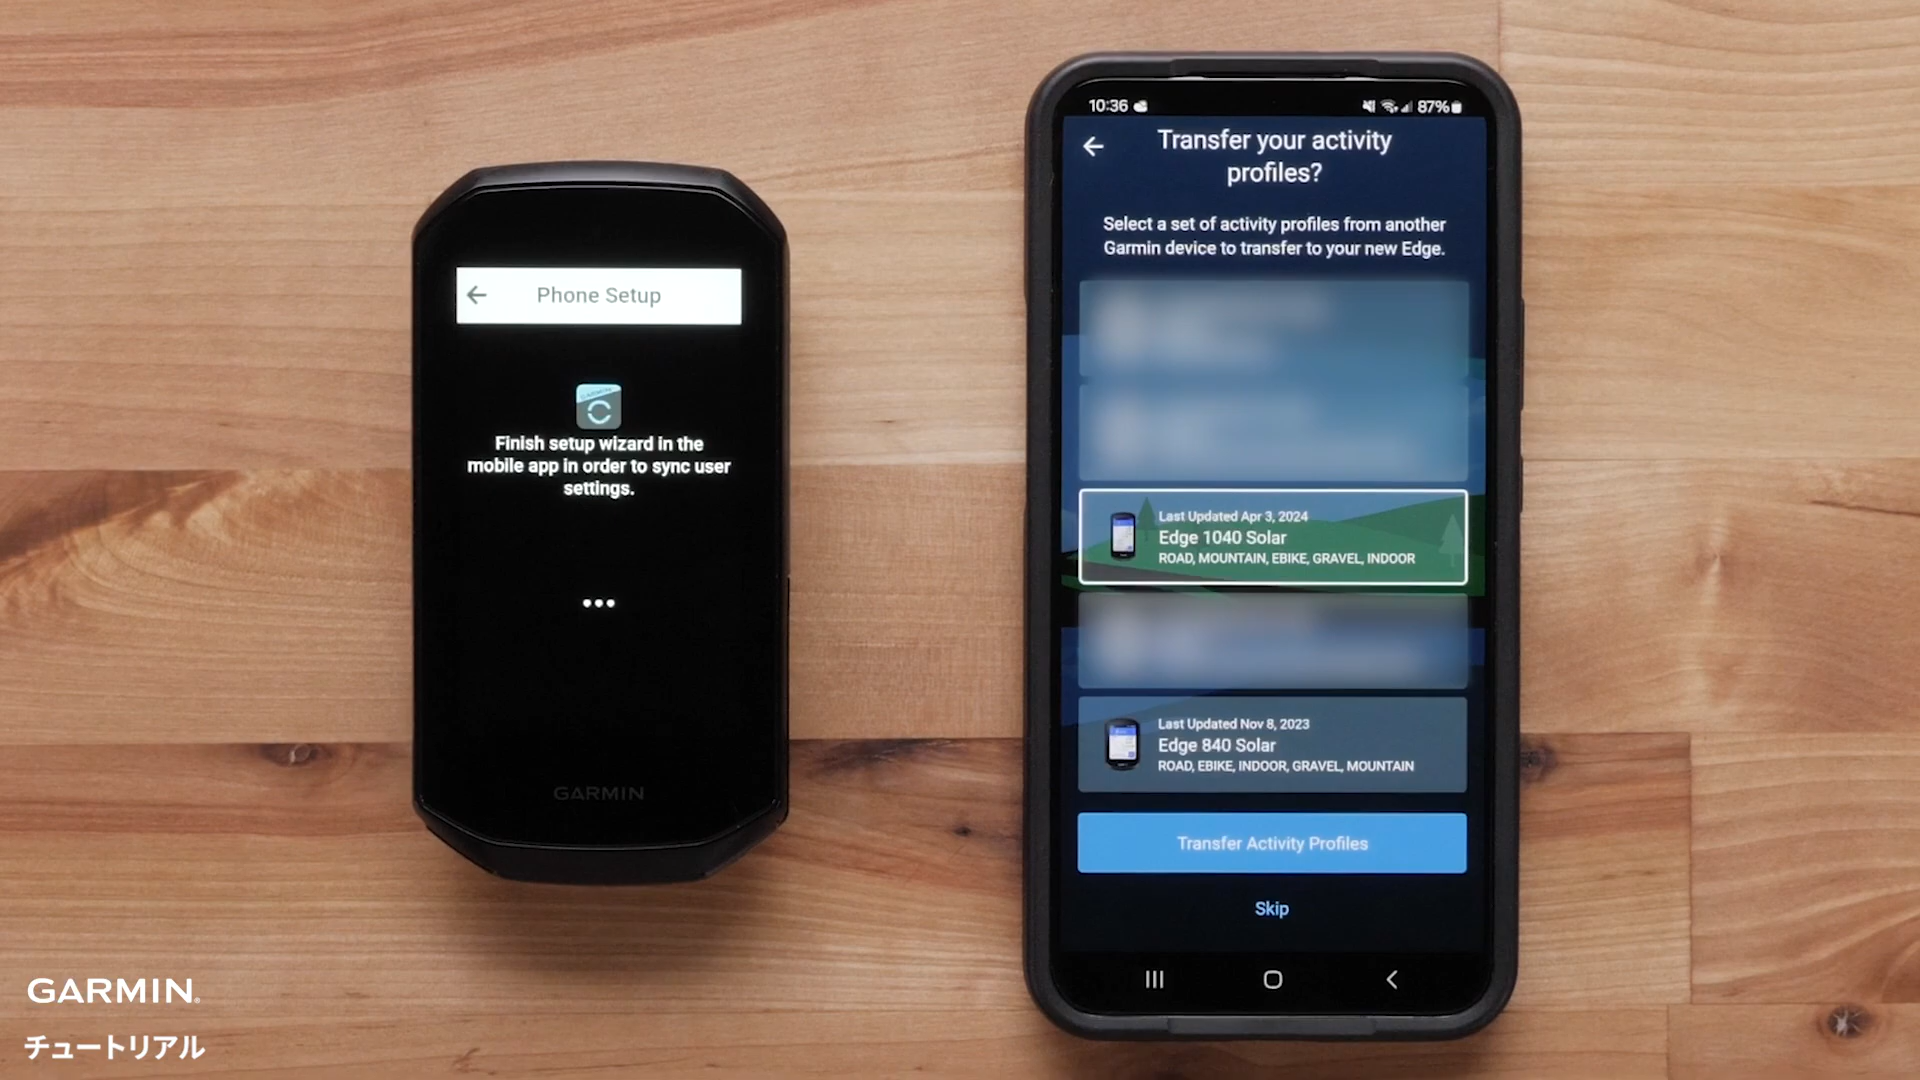 Phone Setup
Finish setup wizard in the
mobile app in order to sync user
settings.
GARMIN
10:36
87%
Transfer your activity
profiles?
Select a set of activity profiles from another
Garmin device to transfer to your new Edge.
Last Updated Apr 3, 2024
Edge 1040 Solar
ROAD, MOUNTAIN, EBIKE, GRAVEL, INDOOR
Last Updated Nov 8, 2023
Edge 840 Solar
ROAD, EBIKE, INDOOR, GRAVEL, MOUNTAIN
Transfer Activity Profiles
Skip
GARMIN.
チュートリアル